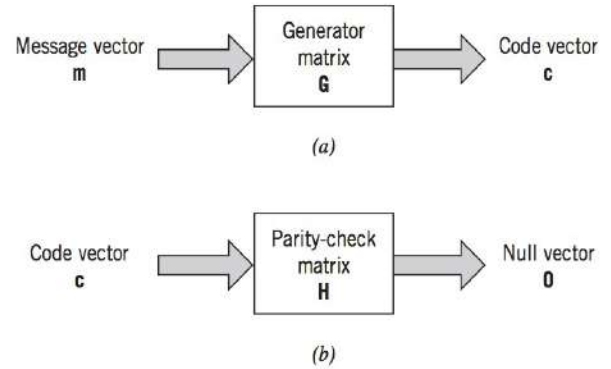 Message vector
m
Generator
matrix
G
Code vector
c
(a)
Code vector
c
Parity-check
matrix
H
Null vector
0
(b)